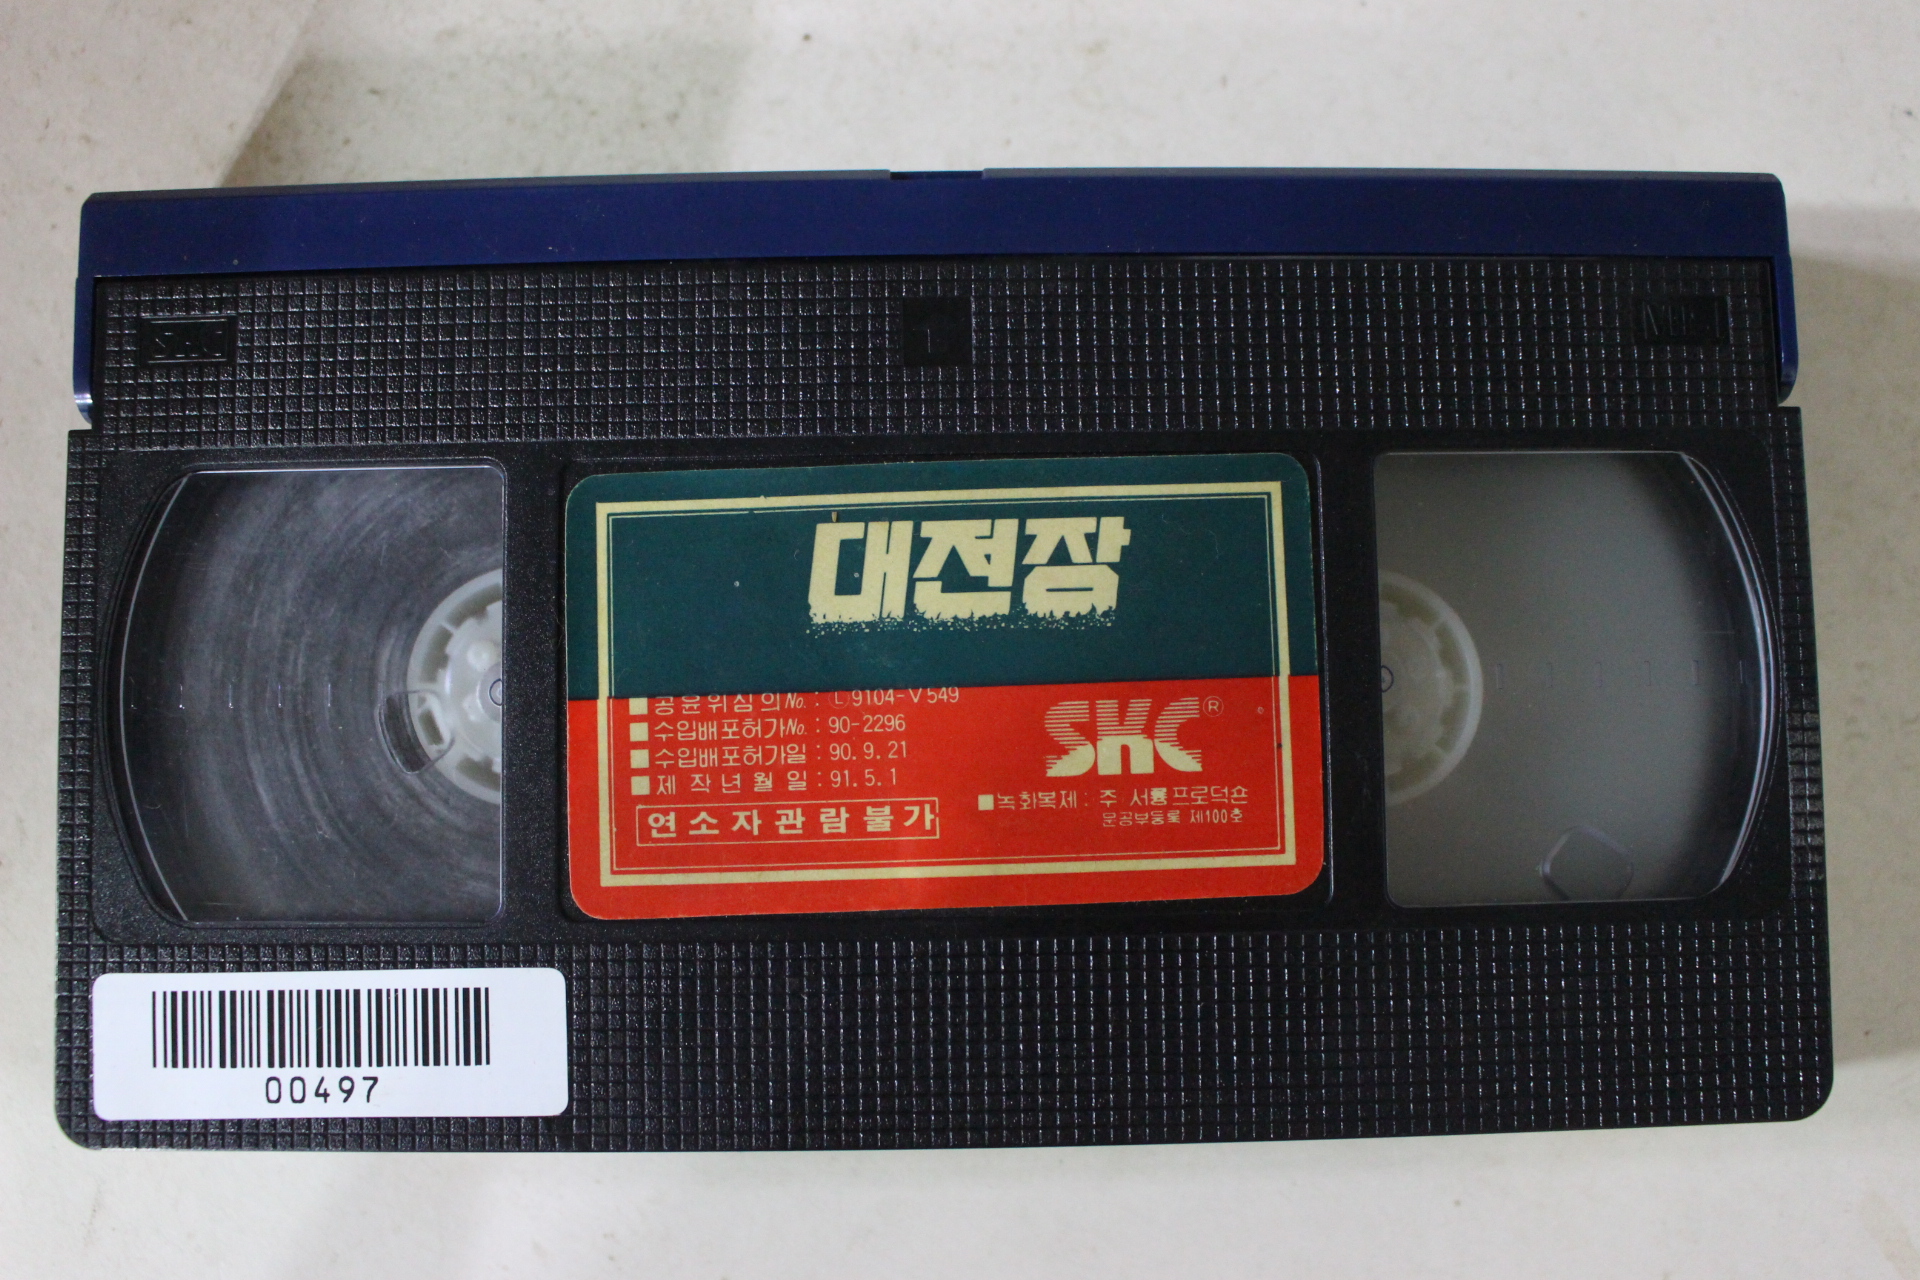 대전장
■공윤위심의No. : Ⓛ9104-V549
■수입배포허가No. : 90-2296
■수입배포허가일 : 90. 9. 21
■제작년월일 : 91. 5. 1
연소자관람불가
SKC®
■녹화복제 : 주 서륭프로덕숀
문공부등록 제100호
00497